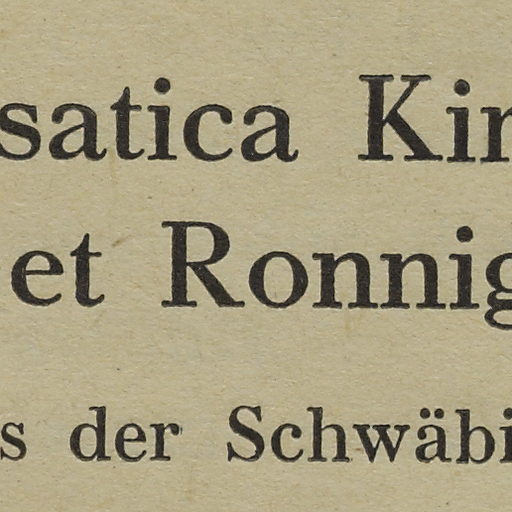 satica Kin
et Ronnig
s der Schwäbi